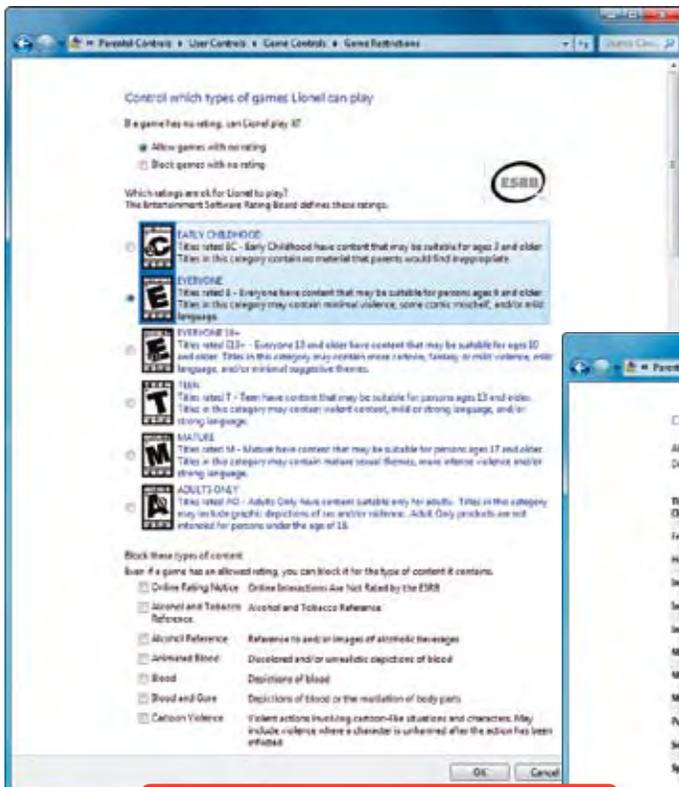 Parental Controls ▸ User Controls ▸ Game Controls ▸ Game Restrictions
Control which types of games Lionel can play
If a game has no rating, can Lionel play it?
Allow games with no rating
Block games with no rating
ESRB
Which ratings are ok for Lionel to play?
The Entertainment Software Rating Board defines these ratings.
EARLY CHILDHOOD
Titles rated EC - Early Childhood have content that may be suitable for ages 3 and older.
Titles in this category contain no material that parents would find inappropriate.
EVERYONE
Titles rated E - Everyone have content that may be suitable for persons ages 6 and older.
Titles in this category may contain minimal violence, some comic mischief, and/or mild
language.
EVERYONE 10+
Titles rated E10+ - Everyone 10 and older have content that may be suitable for ages 10
and older. Titles in this category may contain more cartoon, fantasy or mild violence, mild
language, and/or minimal suggestive themes.
TEEN
Titles rated T - Teen have content that may be suitable for persons ages 13 and older.
Titles in this category may contain violent content, mild or strong language, and/or
strong language.
MATURE
Titles rated M - Mature have content that may be suitable for persons ages 17 and older.
Titles in this category may contain mature sexual themes, more intense violence and/or
strong language.
ADULTS ONLY
Titles rated AO - Adults Only have content suitable only for adults. Titles in this category
may include graphic depictions of sex and/or violence. Adult Only products are not
intended for persons under the age of 18.
Block these types of content
Even if a game has an allowed rating, you can block it for the type of content it contains.
Online Rating Notice Online Interactions Are Not Rated by the ESRB
Alcohol and Tobacco Reference Alcohol and Tobacco Reference
Alcohol Reference Reference to and/or images of alcoholic beverages
Animated Blood Discolored and/or unrealistic depictions of blood
Blood Depictions of blood
Blood and Gore Depictions of blood or the mutilation of body parts
Cartoon Violence Violent actions involving cartoon-like situations and characters. May
include violence where a character is unharmed after the action has been
inflicted
OK Cancel